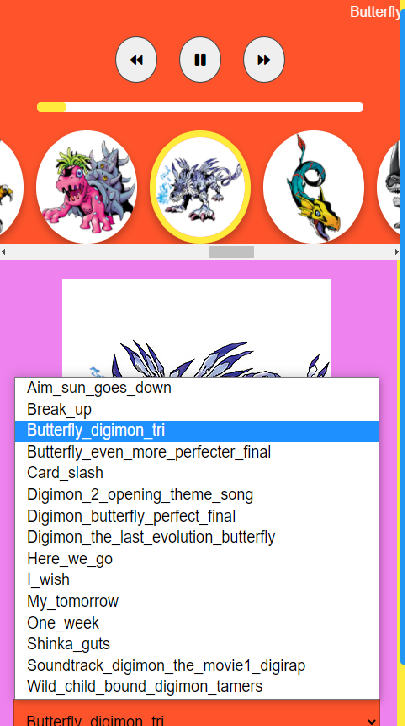 Butterfly
Aim_sun_goes_down
Break_up
Butterfly_digimon_tri
Butterfly_even_more_perfecter_final
Card_slash
Digimon_2_opening_theme_song
Digimon_butterfly_perfect_final
Digimon_the_last_evolution_butterfly
Here_we_go
I_wish
My_tomorrow
One_week
Shinka_guts
Soundtrack_digimon_the_movie1_digirap
Wild_child_bound_digimon_tamers
Butterfly_digimon_tri